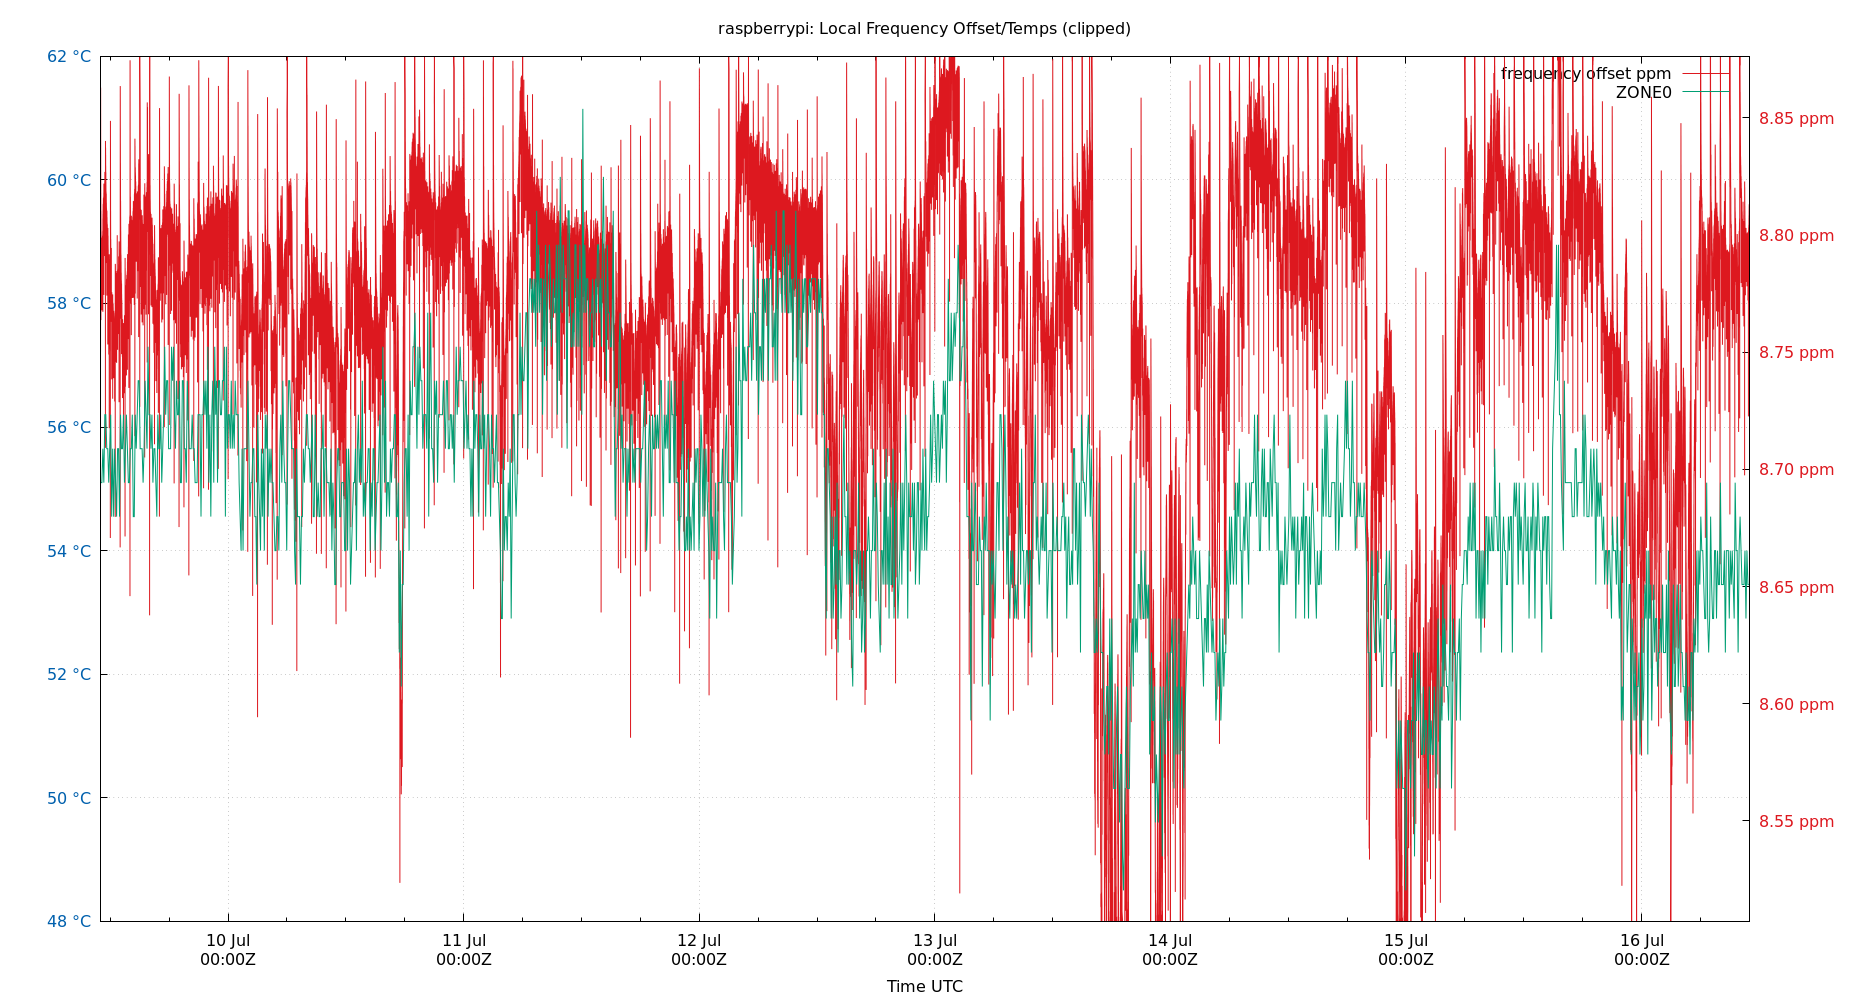 raspberrypi: Local Frequency Offset/Temps (clipped)
62 °C
60 °C
58 °C
56 °C
54 °C
52 °C
50 °C
48 °C
frequency offset ppm
ZONE0
8.85 ppm
8.80 ppm
8.75 ppm
8.70 ppm
8.65 ppm
8.60 ppm
8.55 ppm
10 Jul 11 Jul 12 Jul 13 Jul 14 Jul 15 Jul 16 Jul
00:00Z 00:00Z 00:00Z 00:00Z 00:00Z 00:00Z 00:00Z
Time UTC